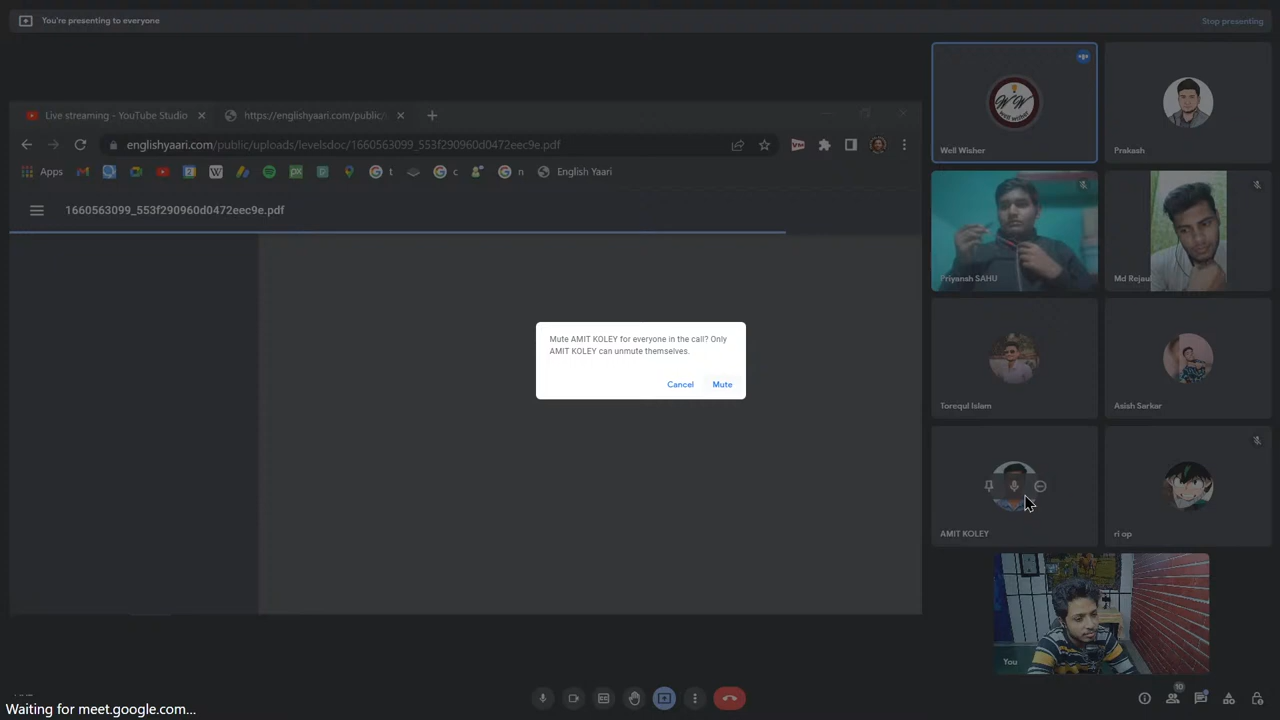 You're presenting to everyone
Stop presenting
Live streaming - YouTube Studio
https://englishyaari.com/public/
englishyaari.com/public/uploads/levelsdoc/1660563099_553f290960d0472eec9e.pdf
Apps
t
c
n
English Yaari
1660563099_553f290960d0472eec9e.pdf
Well Wisher
Prakash
Priyansh SAHU
Md Rejaul
Mute AMIT KOLEY for everyone in the call? Only
AMIT KOLEY can unmute themselves.
Cancel
Mute
Torequl Islam
Asish Sarkar
AMIT KOLEY
ri op
You
10
Waiting for meet.google.com...